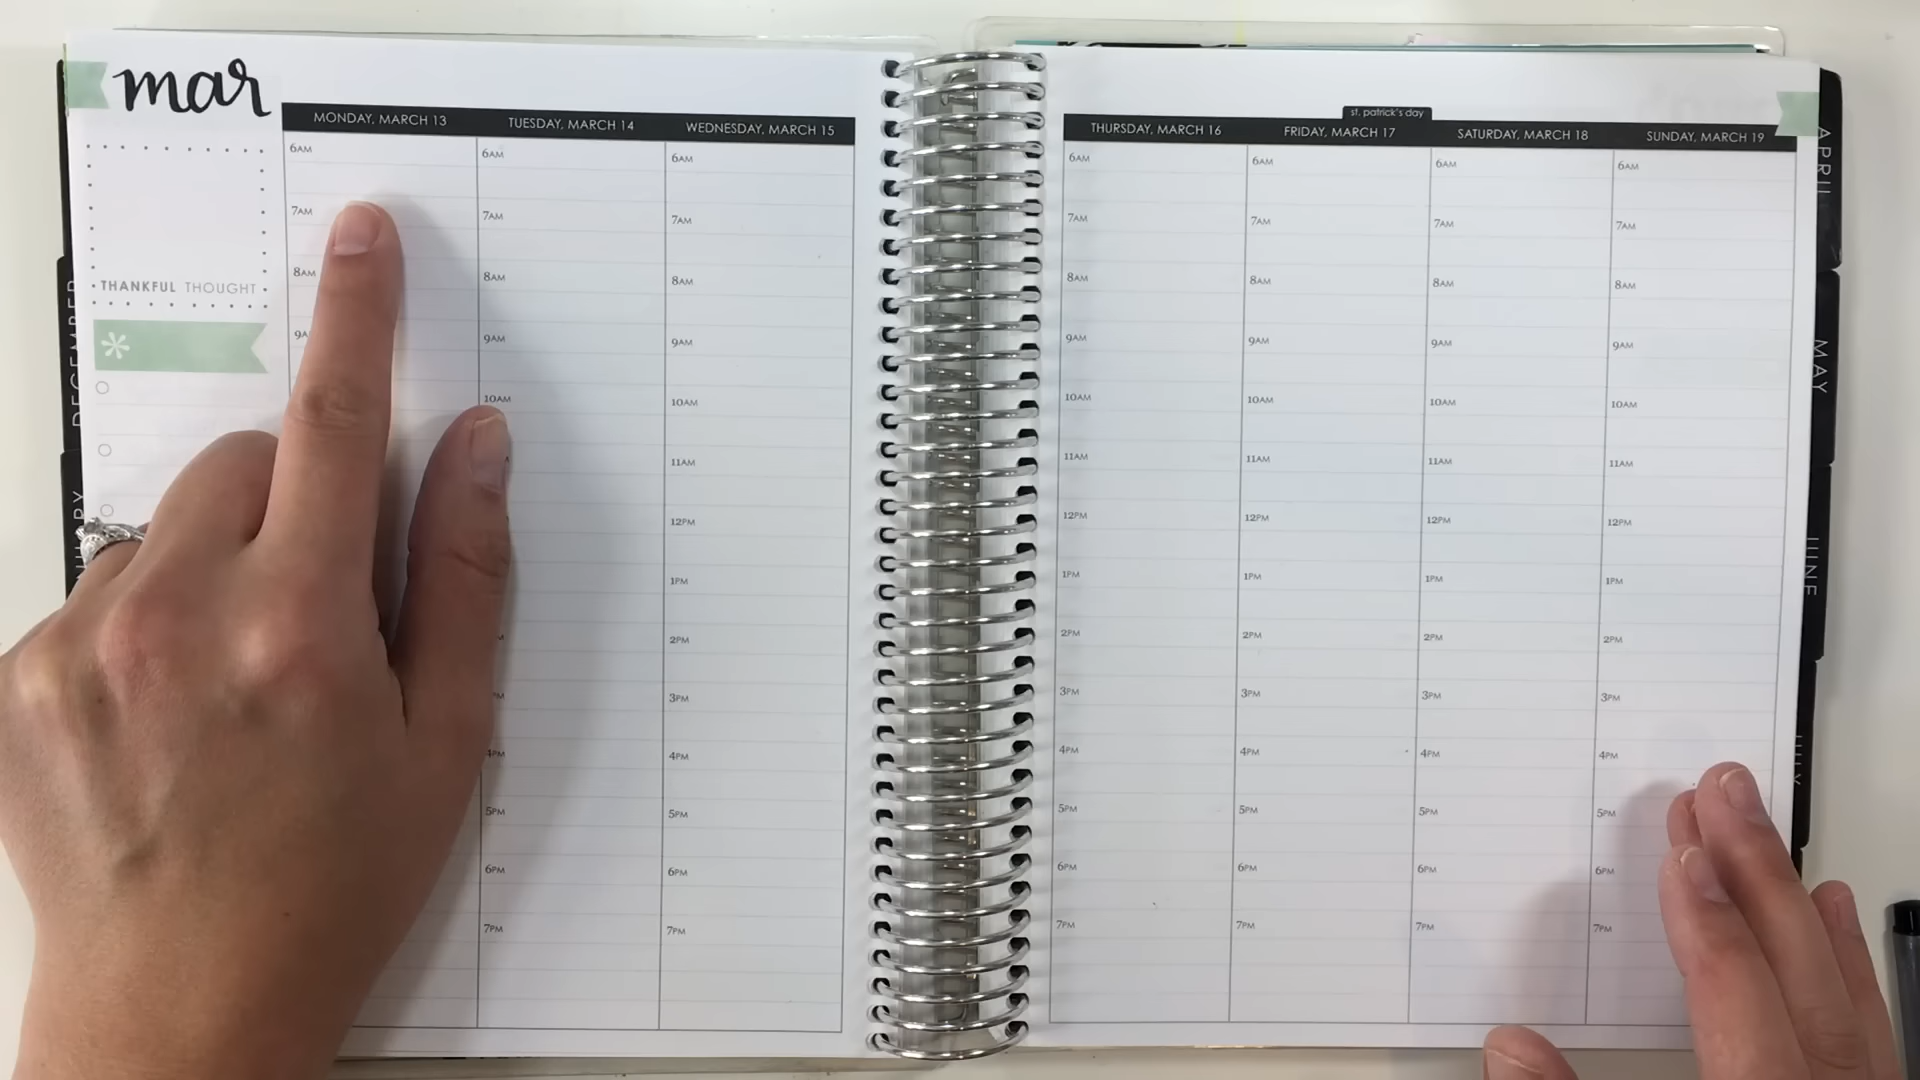 mar
MONDAY, MARCH 13
TUESDAY, MARCH 14
WEDNESDAY, MARCH 15
6AM
6AM
6AM
7AM
7AM
7AM
8AM
8AM
8AM
THANKFUL THOUGHT
9AM
9AM
10AM
10AM
11AM
12PM
1PM
2PM
3PM
4PM
4PM
5PM
5PM
6PM
6PM
7PM
7PM
DECEMBER
st. patrick's day
THURSDAY, MARCH 16
FRIDAY, MARCH 17
SATURDAY, MARCH 18
SUNDAY, MARCH 19
6AM
6AM
6AM
6AM
7AM
7AM
7AM
7AM
8AM
8AM
8AM
8AM
9AM
9AM
9AM
9AM
10AM
10AM
10AM
10AM
11AM
11AM
11AM
11AM
12PM
12PM
12PM
12PM
1PM
1PM
1PM
1PM
2PM
2PM
2PM
2PM
3PM
3PM
3PM
3PM
4PM
4PM
4PM
4PM
5PM
5PM
5PM
5PM
6PM
6PM
6PM
6PM
7PM
7PM
7PM
7PM
APRIL
MAY
JUNE
JULY